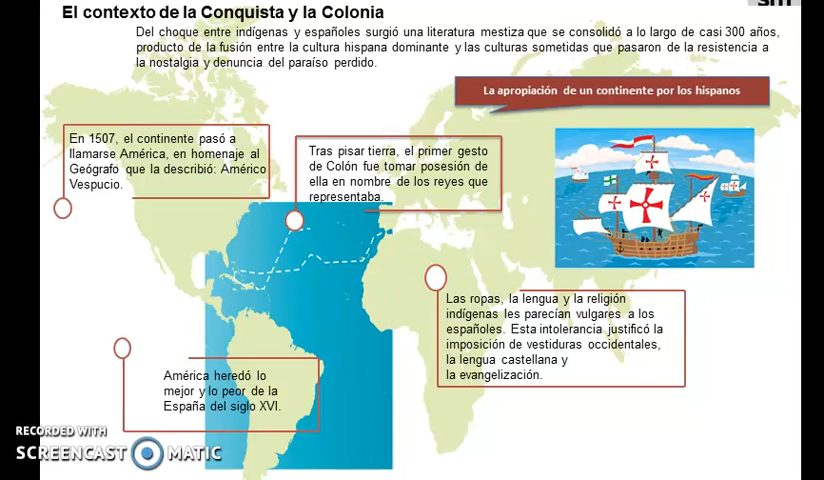 El contexto de la Conquista y la Colonia
Del choque entre indígenas y españoles surgió una literatura mestiza que se consolidó a lo largo de casi 300 años,
producto de la fusión entre la cultura hispana dominante y las culturas sometidas que pasaron de la resistencia a
la nostalgia y denuncia del paraíso perdido.
La apropiación de un continente por los hispanos
En 1507, el continente pasó a
llamarse América, en homenaje al
Geógrafo que la describió: Américo
Vespucio.
Tras pisar tierra, el primer gesto
de Colón fue tomar posesión de
ella en nombre de los reyes que
representaba.
Las ropas, la lengua y la religión
indígenas les parecían vulgares a los
españoles. Esta intolerancia justificó la
imposición de vestiduras occidentales,
la lengua castellana y
la evangelización.
América heredó lo
mejor y lo peor de la
España del siglo XVI.
RECORDED WITH
SCREENCAST MATIC